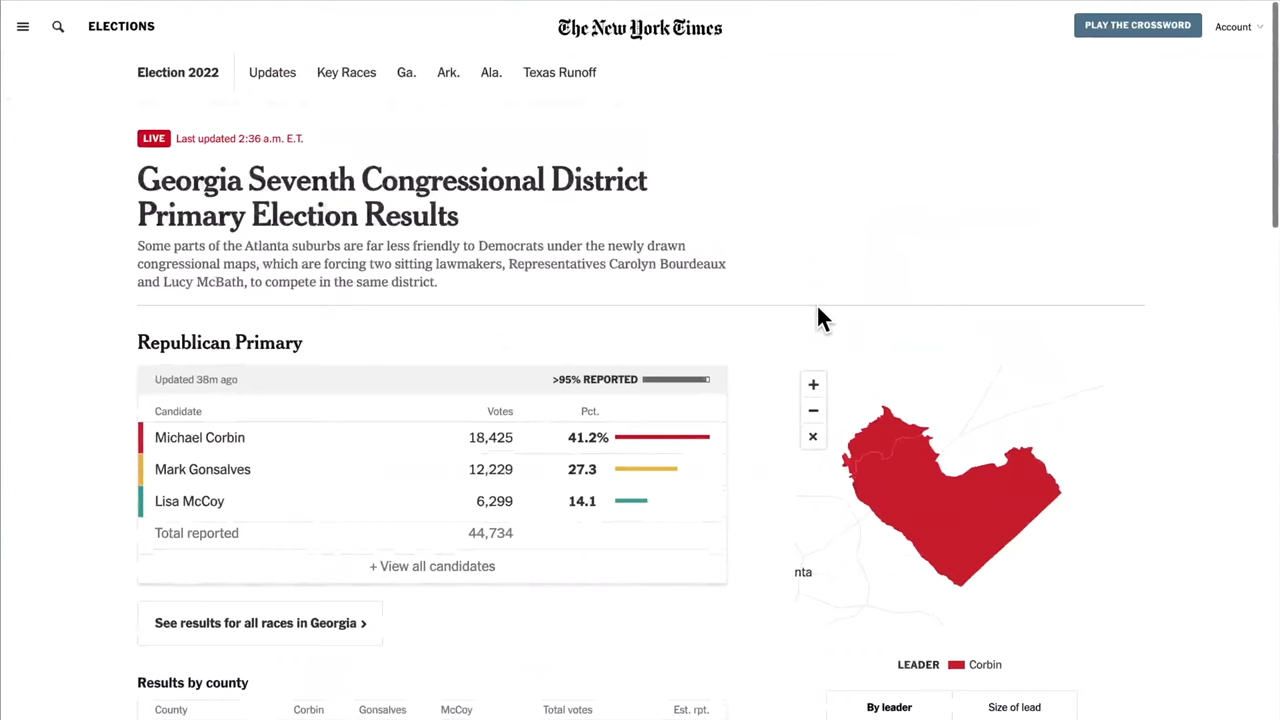 ELECTIONS
The New York Times
PLAY THE CROSSWORD
Account
Election 2022
Updates
Key Races
Ga.
Ark.
Ala.
Texas Runoff
LIVE Last updated 2:36 a.m. E.T.
Georgia Seventh Congressional District
Primary Election Results
Some parts of the Atlanta suburbs are far less friendly to Democrats under the newly drawn
congressional maps, which are forcing two sitting lawmakers, Representatives Carolyn Bourdeaux
and Lucy McBath, to compete in the same district.
Republican Primary
Updated 38m ago >95% REPORTED
Candidate Votes Pct.
Michael Corbin 18,425 41.2%
Mark Gonsalves 12,229 27.3
Lisa McCoy 6,299 14.1
Total reported 44,734
+ View all candidates
See results for all races in Georgia ›
Results by county
County Corbin Gonsalves McCoy Total votes Est. rpt.
+
−
×
nta
LEADER Corbin
By leader Size of lead